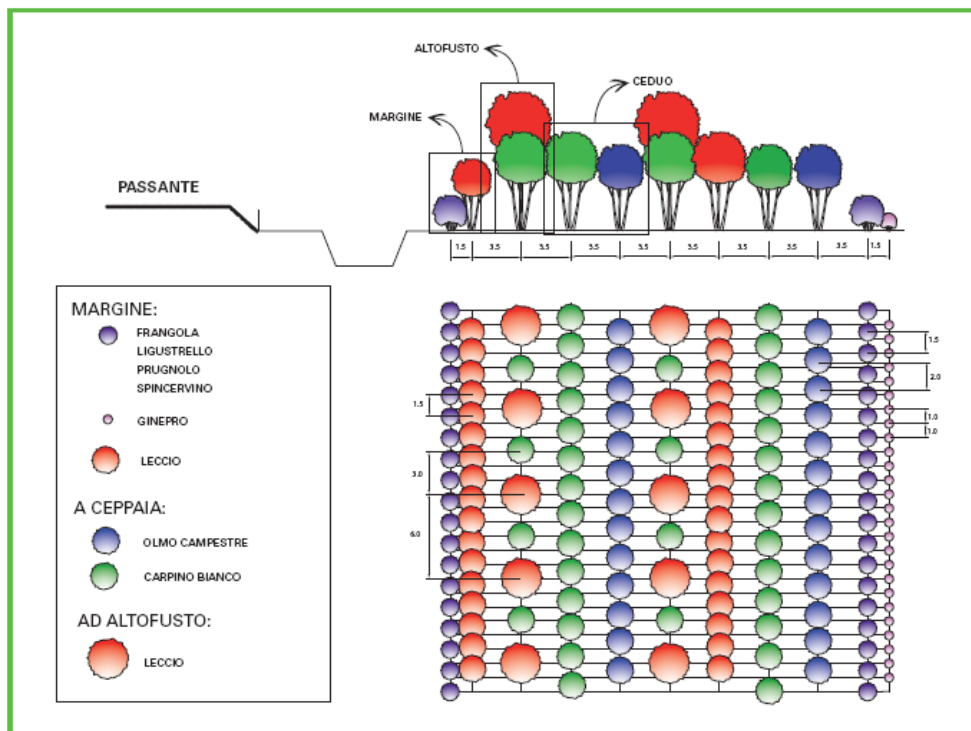 ALTOFUSTO
CEDUO
MARGINE
PASSANTE
1.5 3.5 3.5 3.5 3.5 3.5 3.5 3.5 3.5 1.5
MARGINE:
FRANGOLA
LIGUSTRELLO
PRUGNOLO
SPINCERVINO
GINEPRO
LECCIO
A CEPPAIA:
OLMO CAMPESTRE
CARPINO BIANCO
AD ALTOFUSTO:
LECCIO
1.5
3.0
6.0
1.5
2.0
1.0
1.0